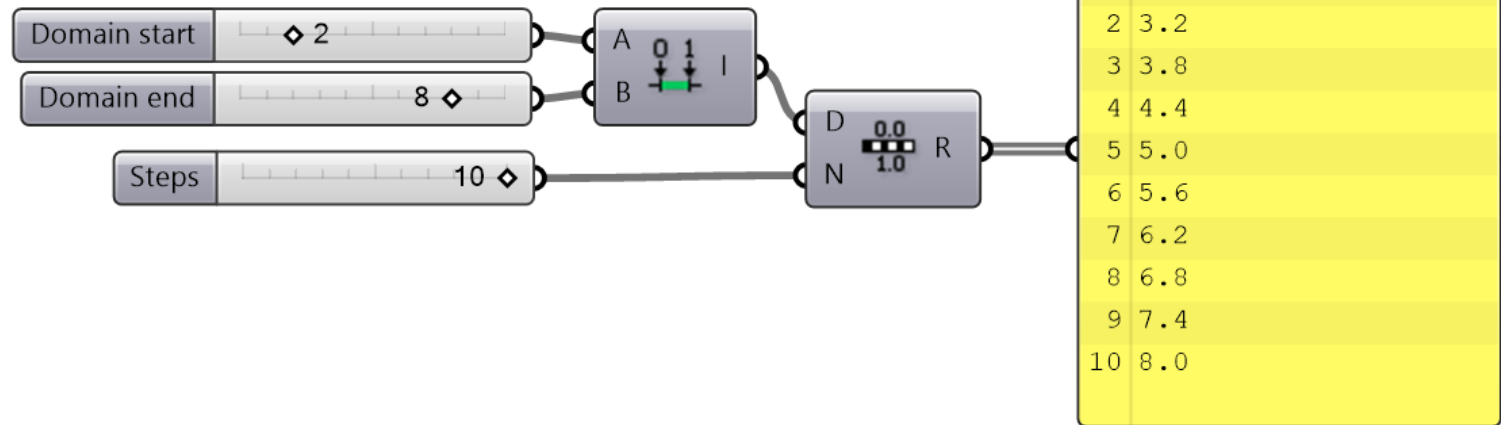 Domain start 2
Domain end 8
Steps 10
A
B
0 1
I
D
N
0.0
1.0
R
2 3.2
3 3.8
4 4.4
5 5.0
6 5.6
7 6.2
8 6.8
9 7.4
10 8.0